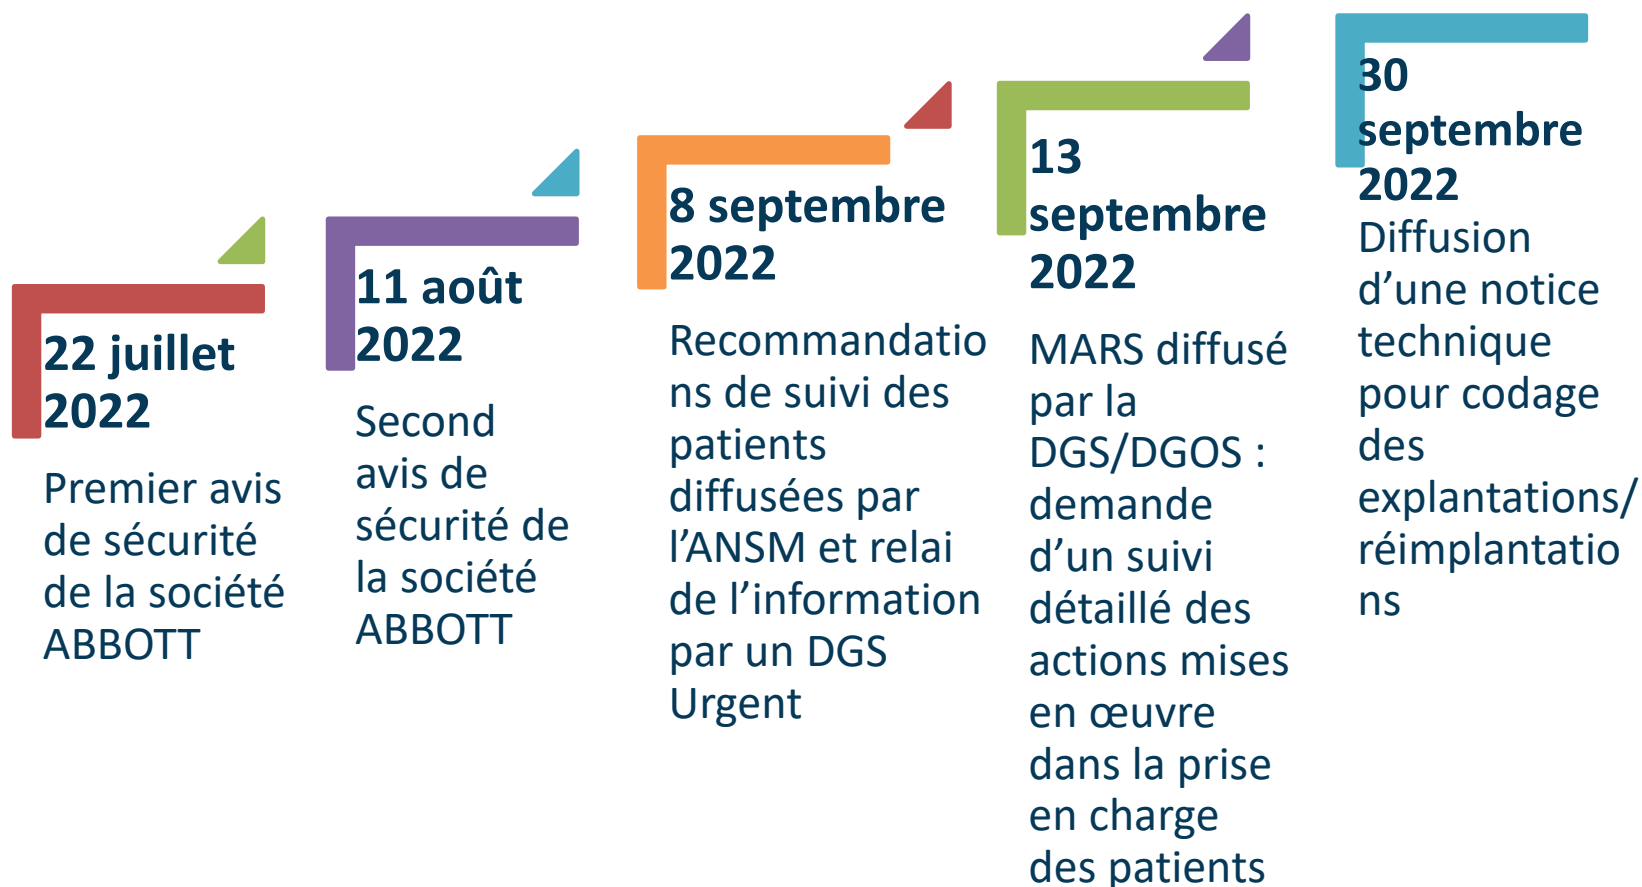 22 juillet
2022
Premier avis
de sécurité
de la société
ABBOTT
11 août
2022
Second
avis de
sécurité de
la société
ABBOTT
8 septembre
2022
Recommandatio
ns de suivi des
patients
diffusées par
l’ANSM et relai
de l’information
par un DGS
Urgent
13
septembre
2022
MARS diffusé
par la
DGS/DGOS :
demande
d’un suivi
détaillé des
actions mises
en œuvre
dans la prise
en charge
des patients
30
septembre
2022
Diffusion
d’une notice
technique
pour codage
des
explantations/
réimplantatio
ns